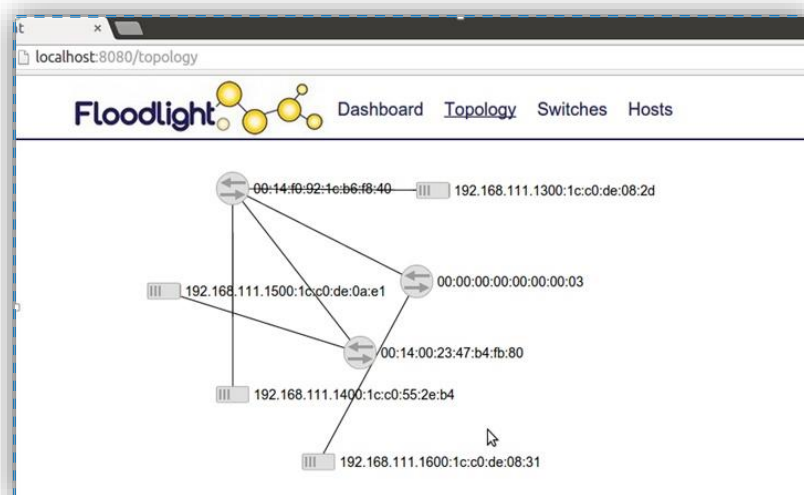 ht ×
localhost:8080/topology
Floodlight Dashboard Topology Switches Hosts
00:14:f0:92:1c:b6:f8:40 192.168.111.1300:1c:c0:de:08:2d
00:00:00:00:00:00:00:03
192.168.111.1500:1c:c0:de:0a:e1
00:14:00:23:47:b4:fb:80
192.168.111.1400:1c:c0:55:2e:b4
192.168.111.1600:1c:c0:de:08:31